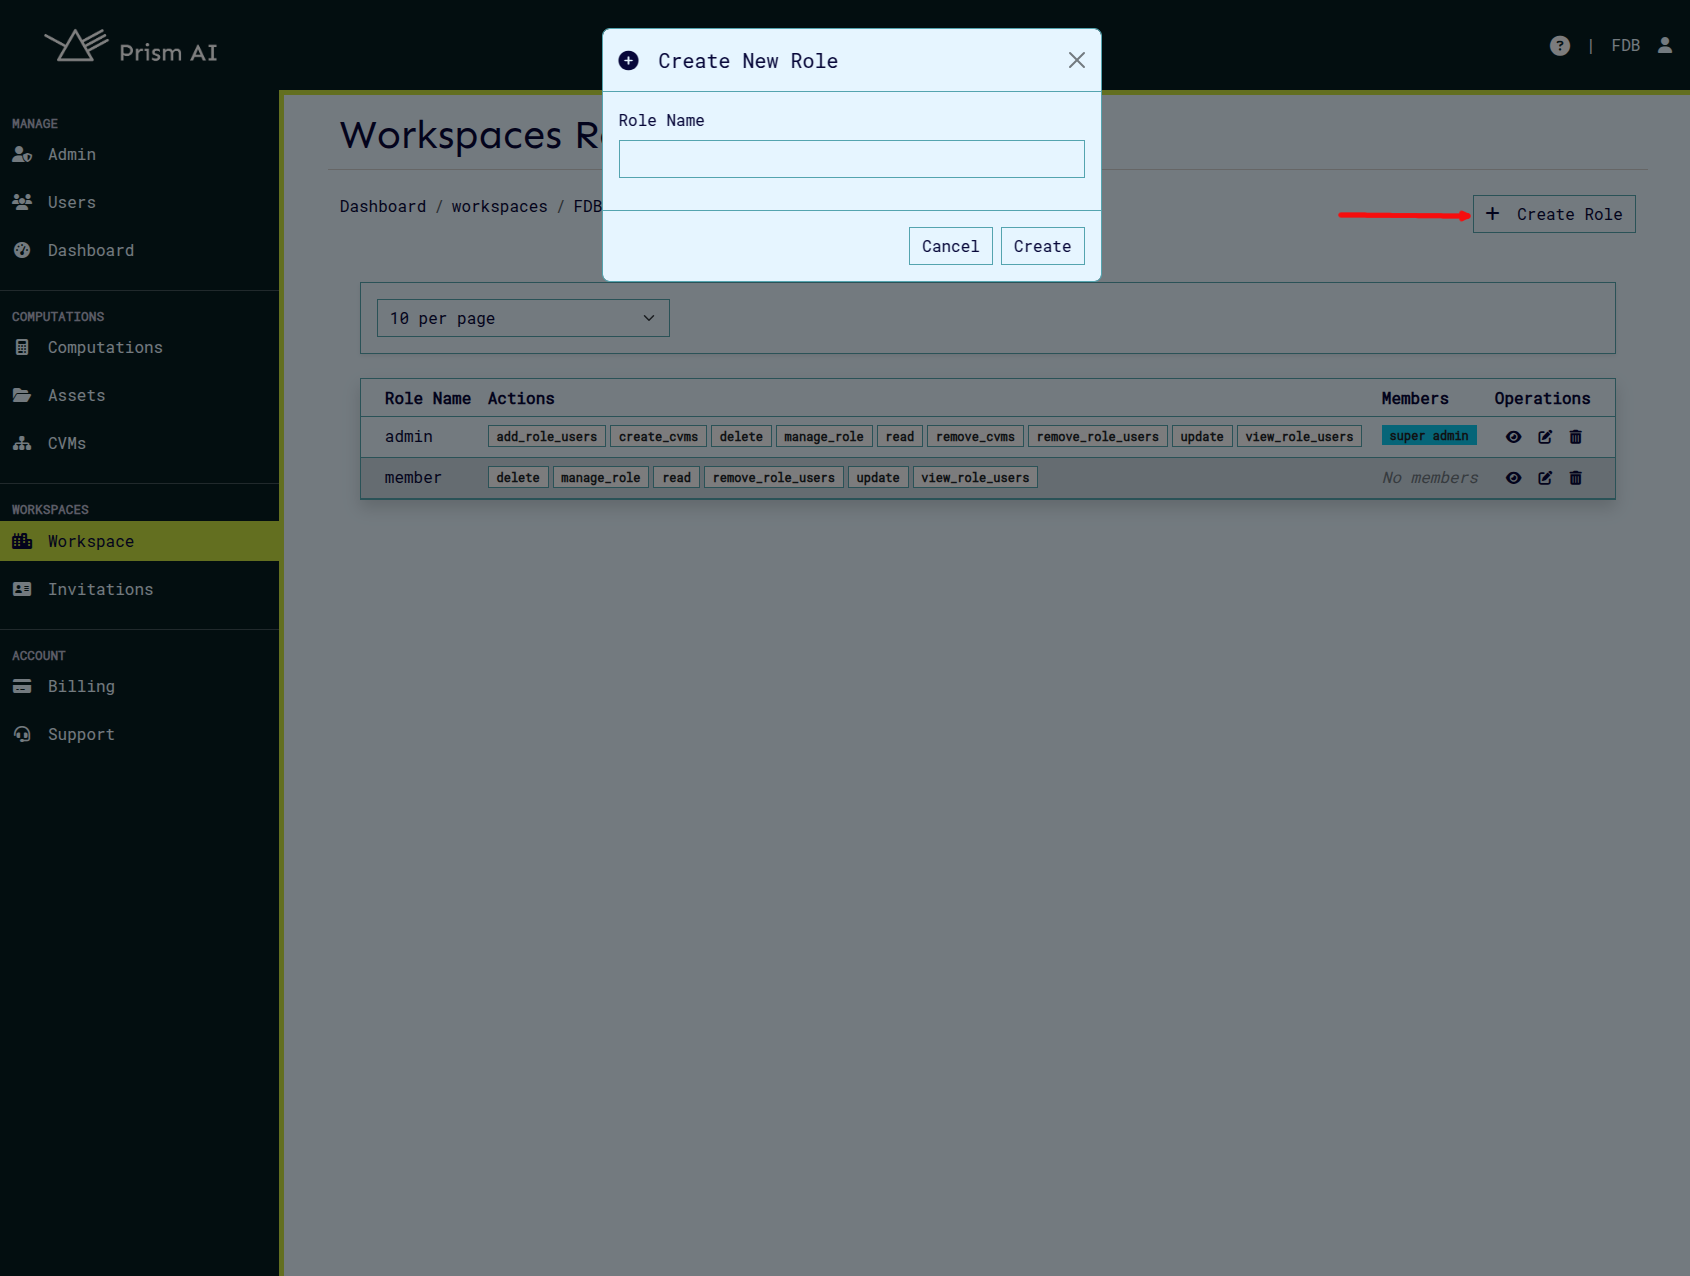 Prism AI
? | FDB
MANAGE
Admin
Users
Dashboard
COMPUTATIONS
Computations
Assets
CVMs
WORKSPACES
Workspace
Invitations
ACCOUNT
Billing
Support
Create New Role
Role Name
Cancel Create
Workspaces
Dashboard / workspaces / FDB
+ Create Role
10 per page
Role Name Actions Members Operations
admin add_role_users create_cvms delete manage_role read remove_cvms remove_role_users update view_role_users super admin
member delete manage_role read remove_role_users update view_role_users No members